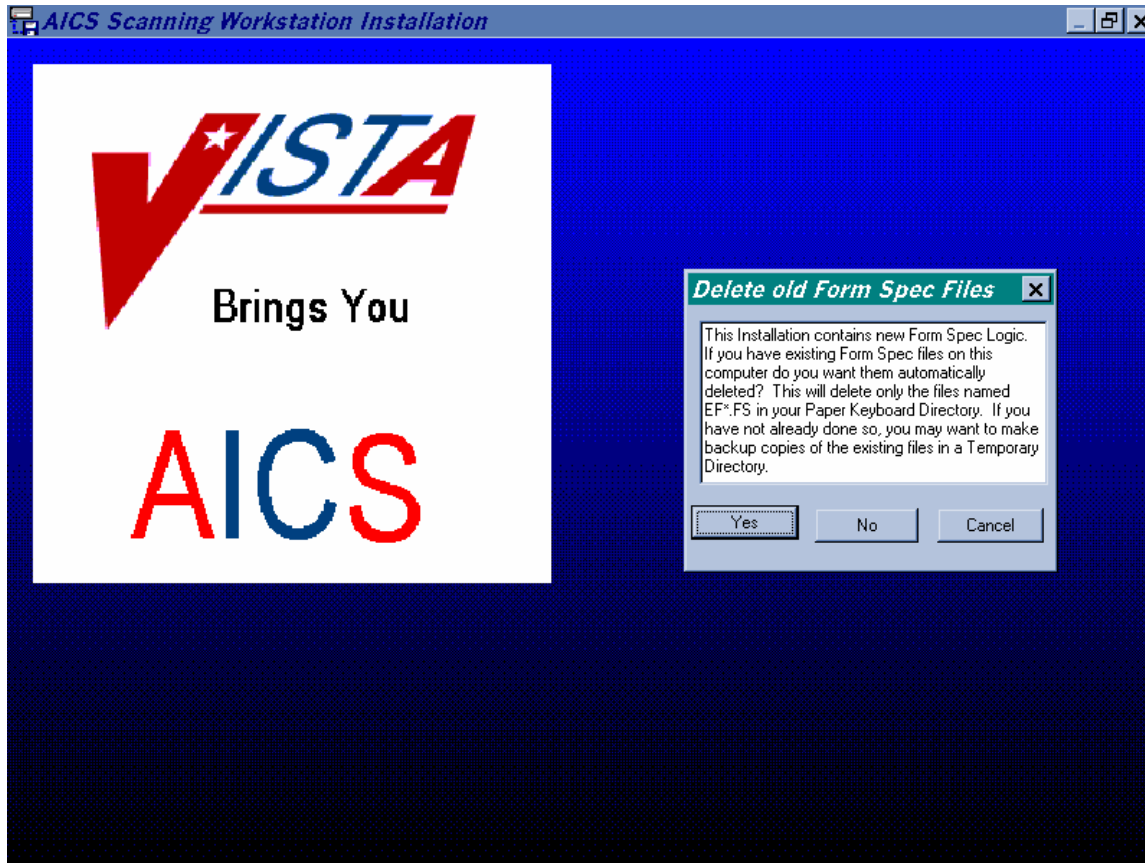 AICS Scanning Workstation Installation
VISTA
Brings You
AICS
Delete old Form Spec Files
This Installation contains new Form Spec Logic.
If you have existing Form Spec files on this
computer do you want them automatically
deleted?  This will delete only the files named
EF*.FS in your Paper Keyboard Directory.  If you
have not already done so, you may want to make
backup copies of the existing files in a Temporary
Directory.
Yes
No
Cancel